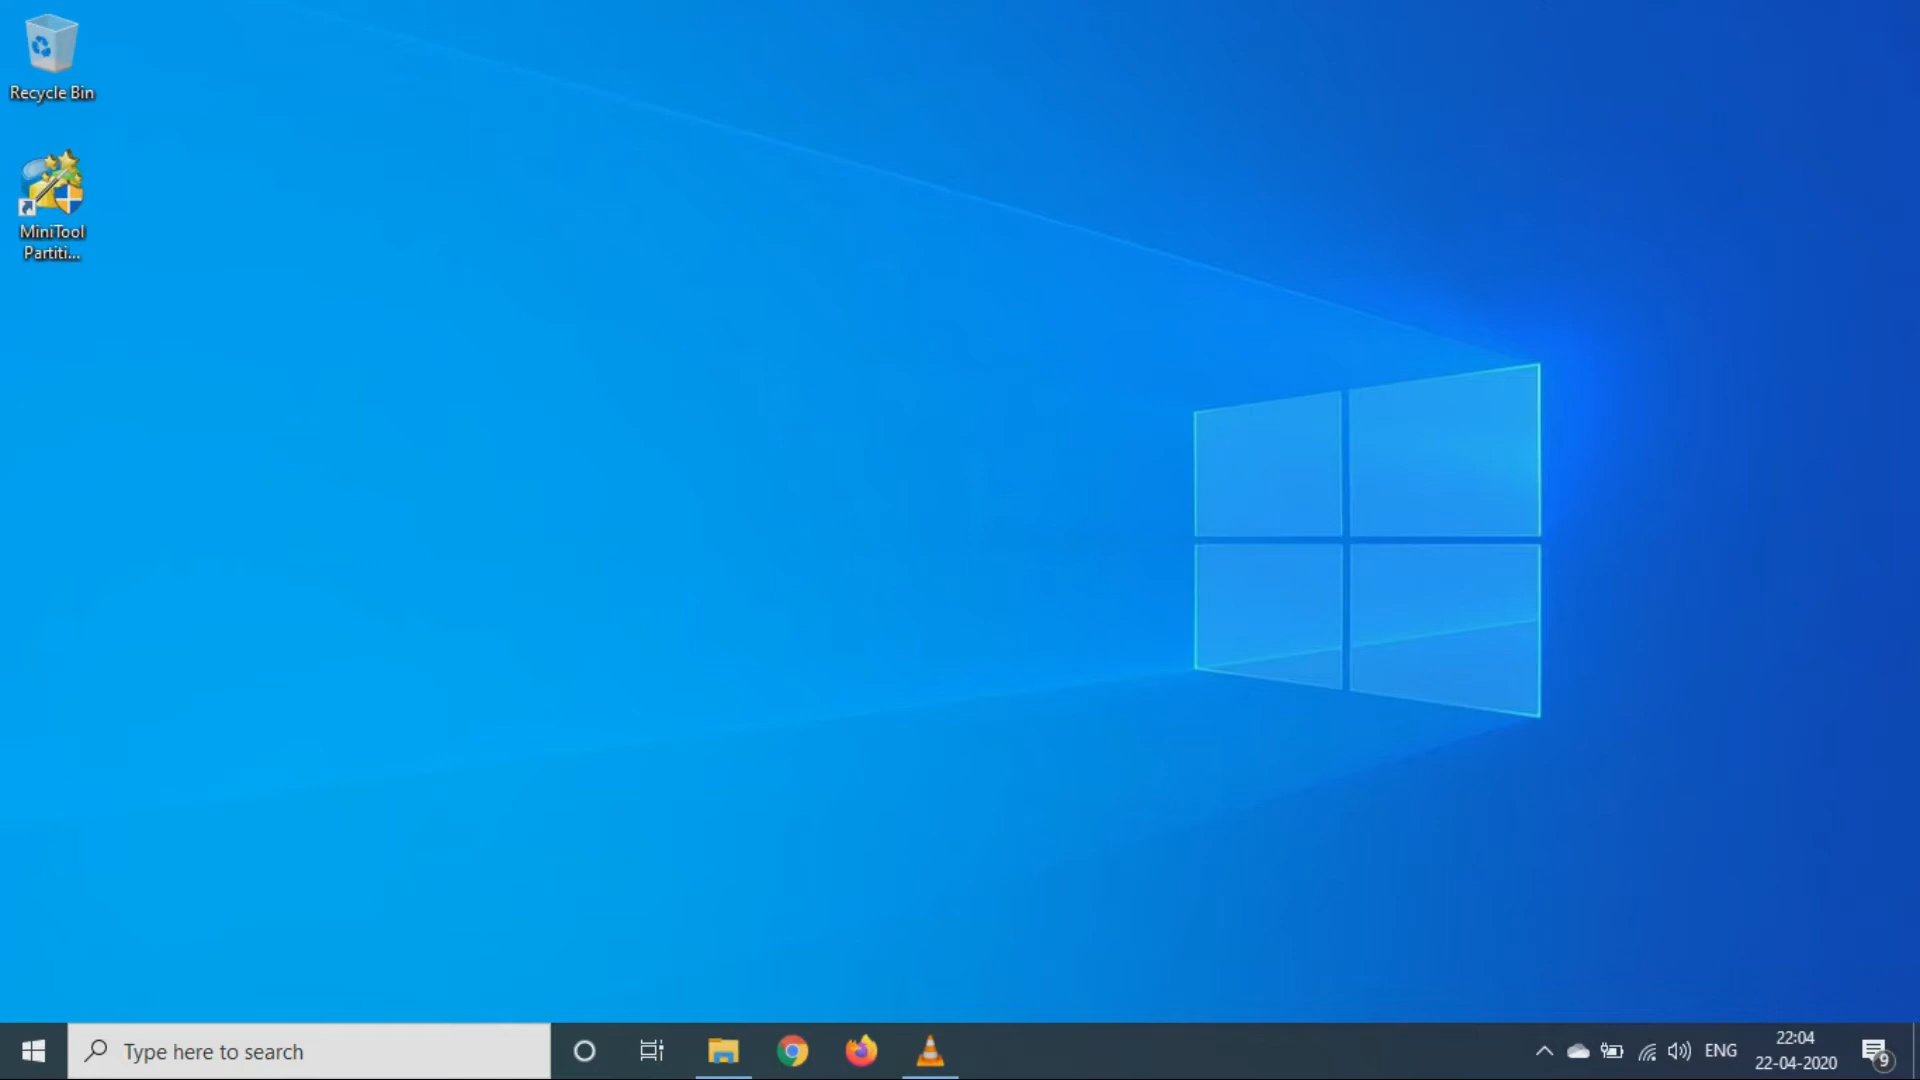 Recycle Bin
MiniTool
Partiti...
Type here to search
ENG
22:04
22-04-2020
9